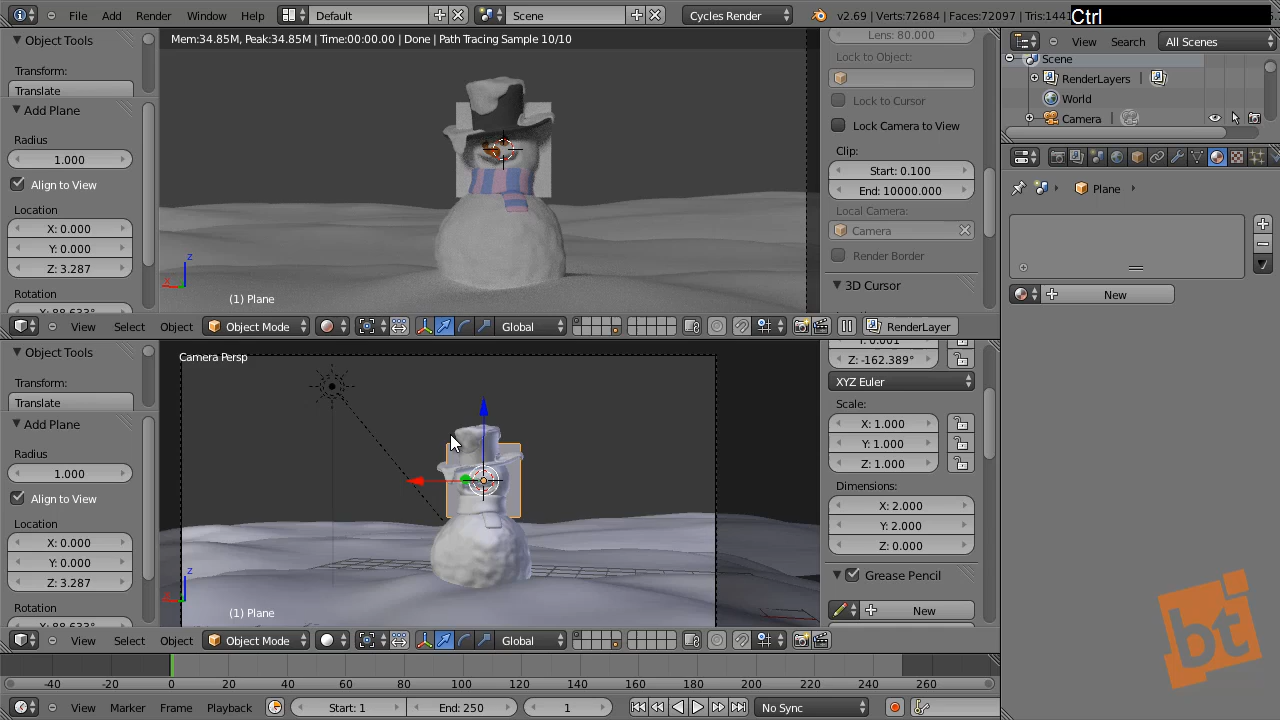 File Add Render Window Help
Default
Scene
Cycles Render
v2.69 | Verts:72684 | Faces:72097 | Tris:1441
Ctrl
Object Tools
Transform:
Translate
Add Plane
Radius
1.000
Align to View
Location
X: 0.000
Y: 0.000
Z: 3.287
Rotation
Mem:34.85M, Peak:34.85M | Time:00:00.00 | Done | Path Tracing Sample 10/10
z
(1) Plane
Lens: 80.000
Lock to Object:
Lock to Cursor
Lock Camera to View
Clip:
Start: 0.100
End: 10000.000
Local Camera:
Camera
Render Border
3D Cursor
View Select Object
Object Mode
Global
RenderLayer
View Search
All Scenes
Scene
RenderLayers
World
Camera
Plane
New
Object Tools
Transform:
Translate
Add Plane
Radius
1.000
Align to View
Location
X: 0.000
Y: 0.000
Z: 3.287
Rotation
Camera Persp
z
(1) Plane
Z: -162.389°
XYZ Euler
Scale:
X: 1.000
Y: 1.000
Z: 1.000
Dimensions:
X: 2.000
Y: 2.000
Z: 0.000
Grease Pencil
New
View Select Object
Object Mode
Global
-40 -20 0 20 40 60 80 100 120 140 160 180 200 220 240 260
View Marker Frame Playback
Start: 1
End: 250
1
No Sync
bt